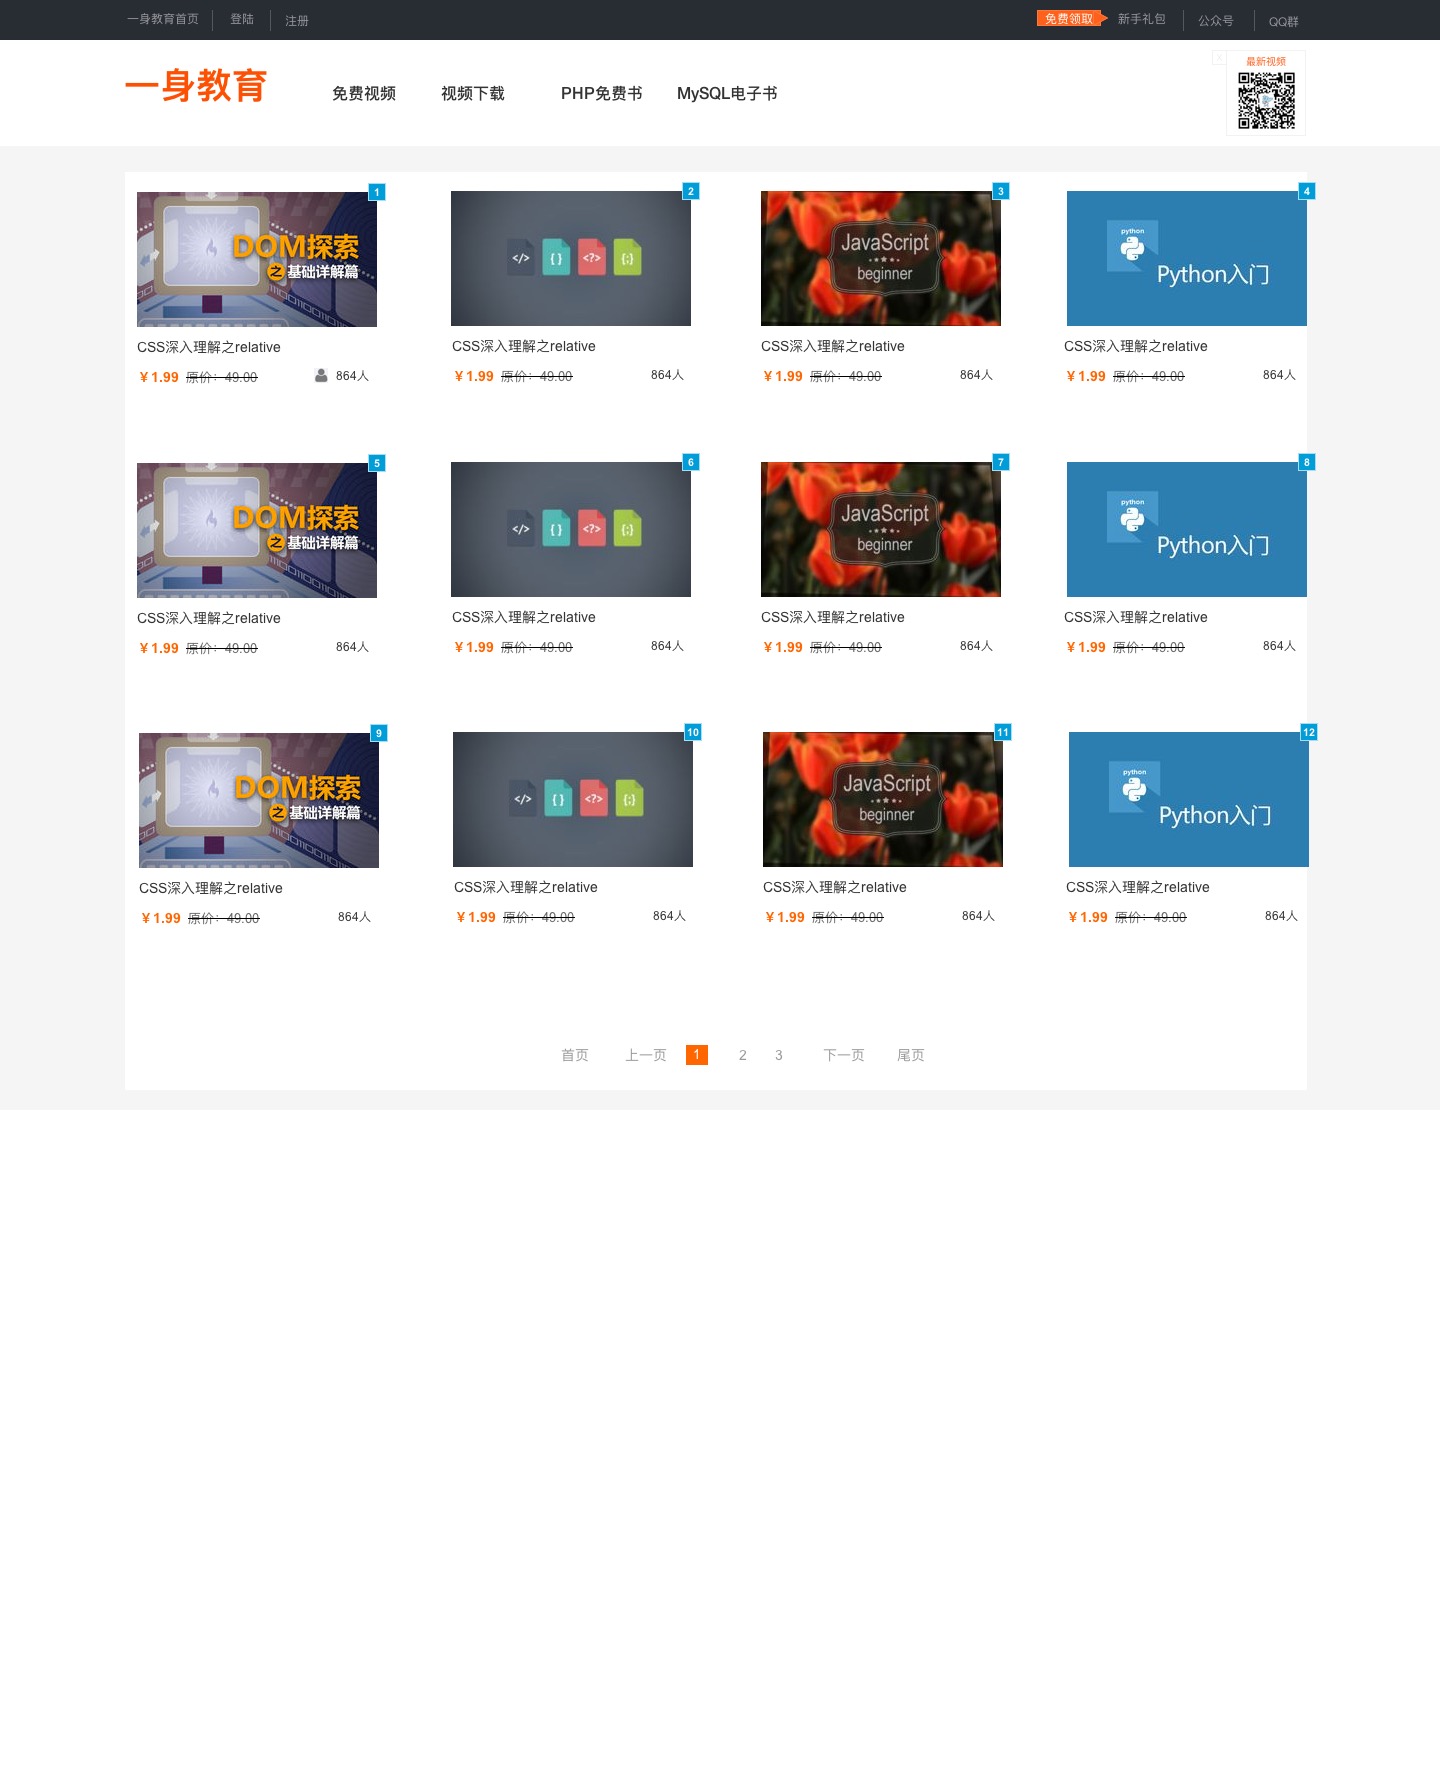 一身教育首页 登陆 注册 免费领取 新手礼包 公众号 QQ群
一身教育 免费视频 视频下载 PHP免费书 MySQL电子书
最新视频
1 2 3 4
DOM探索
之基础详解篇
</>
{ }
<?>
{;}
JavaScript
beginner
python
Python入门
CSS深入理解之relative CSS深入理解之relative CSS深入理解之relative CSS深入理解之relative
¥1.99 原价：49.00 864人 ¥1.99 原价：49.00 864人 ¥1.99 原价：49.00 864人 ¥1.99 原价：49.00 864人
5 6 7 8
DOM探索
之基础详解篇
</>
{ }
<?>
{;}
JavaScript
beginner
python
Python入门
CSS深入理解之relative CSS深入理解之relative CSS深入理解之relative CSS深入理解之relative
¥1.99 原价：49.00 864人 ¥1.99 原价：49.00 864人 ¥1.99 原价：49.00 864人 ¥1.99 原价：49.00 864人
9 10 11 12
DOM探索
之基础详解篇
</>
{ }
<?>
{;}
JavaScript
beginner
python
Python入门
CSS深入理解之relative CSS深入理解之relative CSS深入理解之relative CSS深入理解之relative
¥1.99 原价：49.00 864人 ¥1.99 原价：49.00 864人 ¥1.99 原价：49.00 864人 ¥1.99 原价：49.00 864人
首页 上一页 1 2 3 下一页 尾页